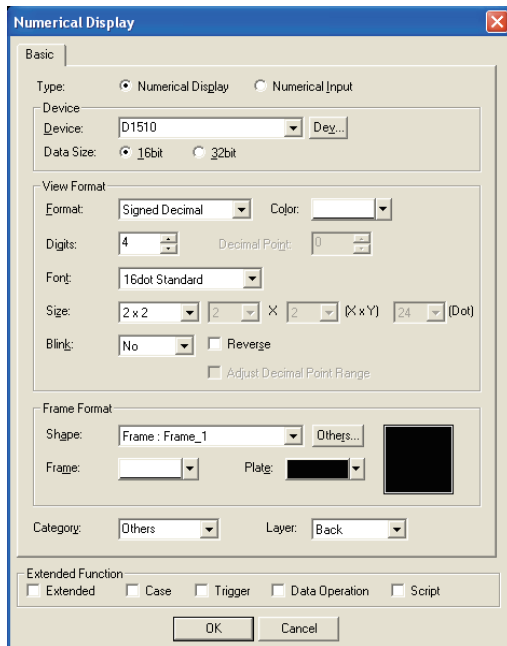 Numerical Display
Basic
Type: Numerical Display Numerical Input
Device
Device: D1510 Dev...
Data Size: 16bit 32bit
View Format
Format: Signed Decimal Color:
Digits: 4 Decimal Point: 0
Font: 16dot Standard
Size: 2 x 2 2 X 2 (X x Y) 24 (Dot)
Blink: No Reverse
Adjust Decimal Point Range
Frame Format
Shape: Frame : Frame_1 Others...
Frame: Plate:
Category: Others Layer: Back
Extended Function
Extended Case Trigger Data Operation Script
OK Cancel